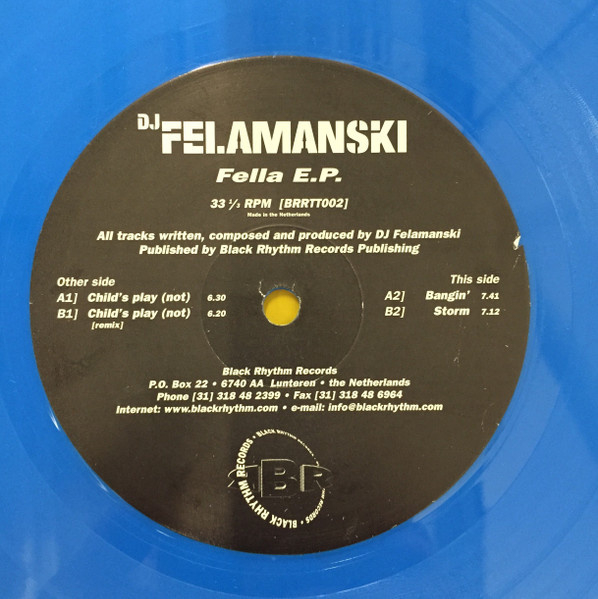 DJ FELAMANSKI
Fella E.P.
33 ⅓ RPM [BRRTT002]
Made in the Netherlands
All tracks written, composed and produced by DJ Felamanski
Published by Black Rhythm Records Publishing
Other side
A1] Child's play (not) 6.30
B1] Child's play (not) 6.20
[remix]
This side
A2] Bangin' 7.41
B2] Storm 7.12
Black Rhythm Records
P.O. Box 22 • 6740 AA Lunteren • the Netherlands
Phone [31] 318 48 2399 • Fax [31] 318 48 6964
Internet: www.blackrhythm.com • e-mail: info@blackrhythm.com
BLACK RHYTHM RECORDS • BLACK RHYTHM RECORDS •
BR